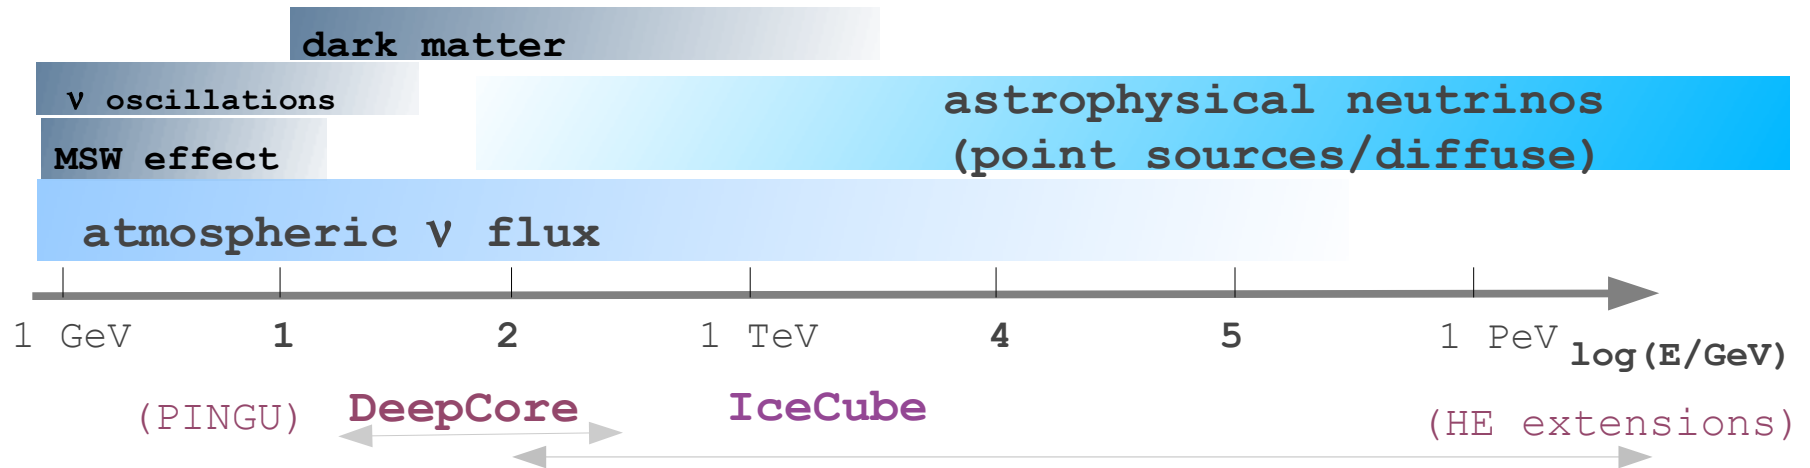 dark matter
ν oscillations
astrophysical neutrinos
(point sources/diffuse)
MSW effect
atmospheric ν flux
1 GeV 1 2 1 TeV 4 5 1 PeV log(E/GeV)
(PINGU) DeepCore IceCube (HE extensions)